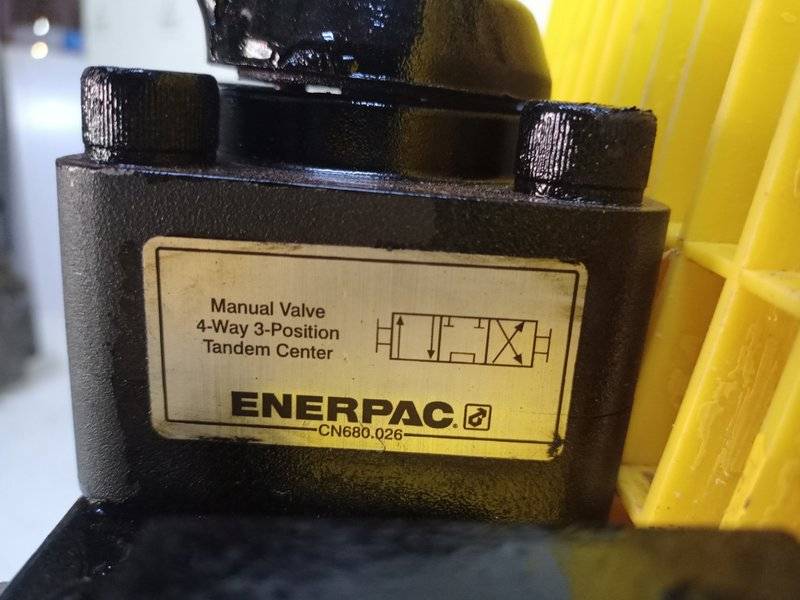 Manual Valve
4-Way 3-Position
Tandem Center
ENERPAC.
CN680.026